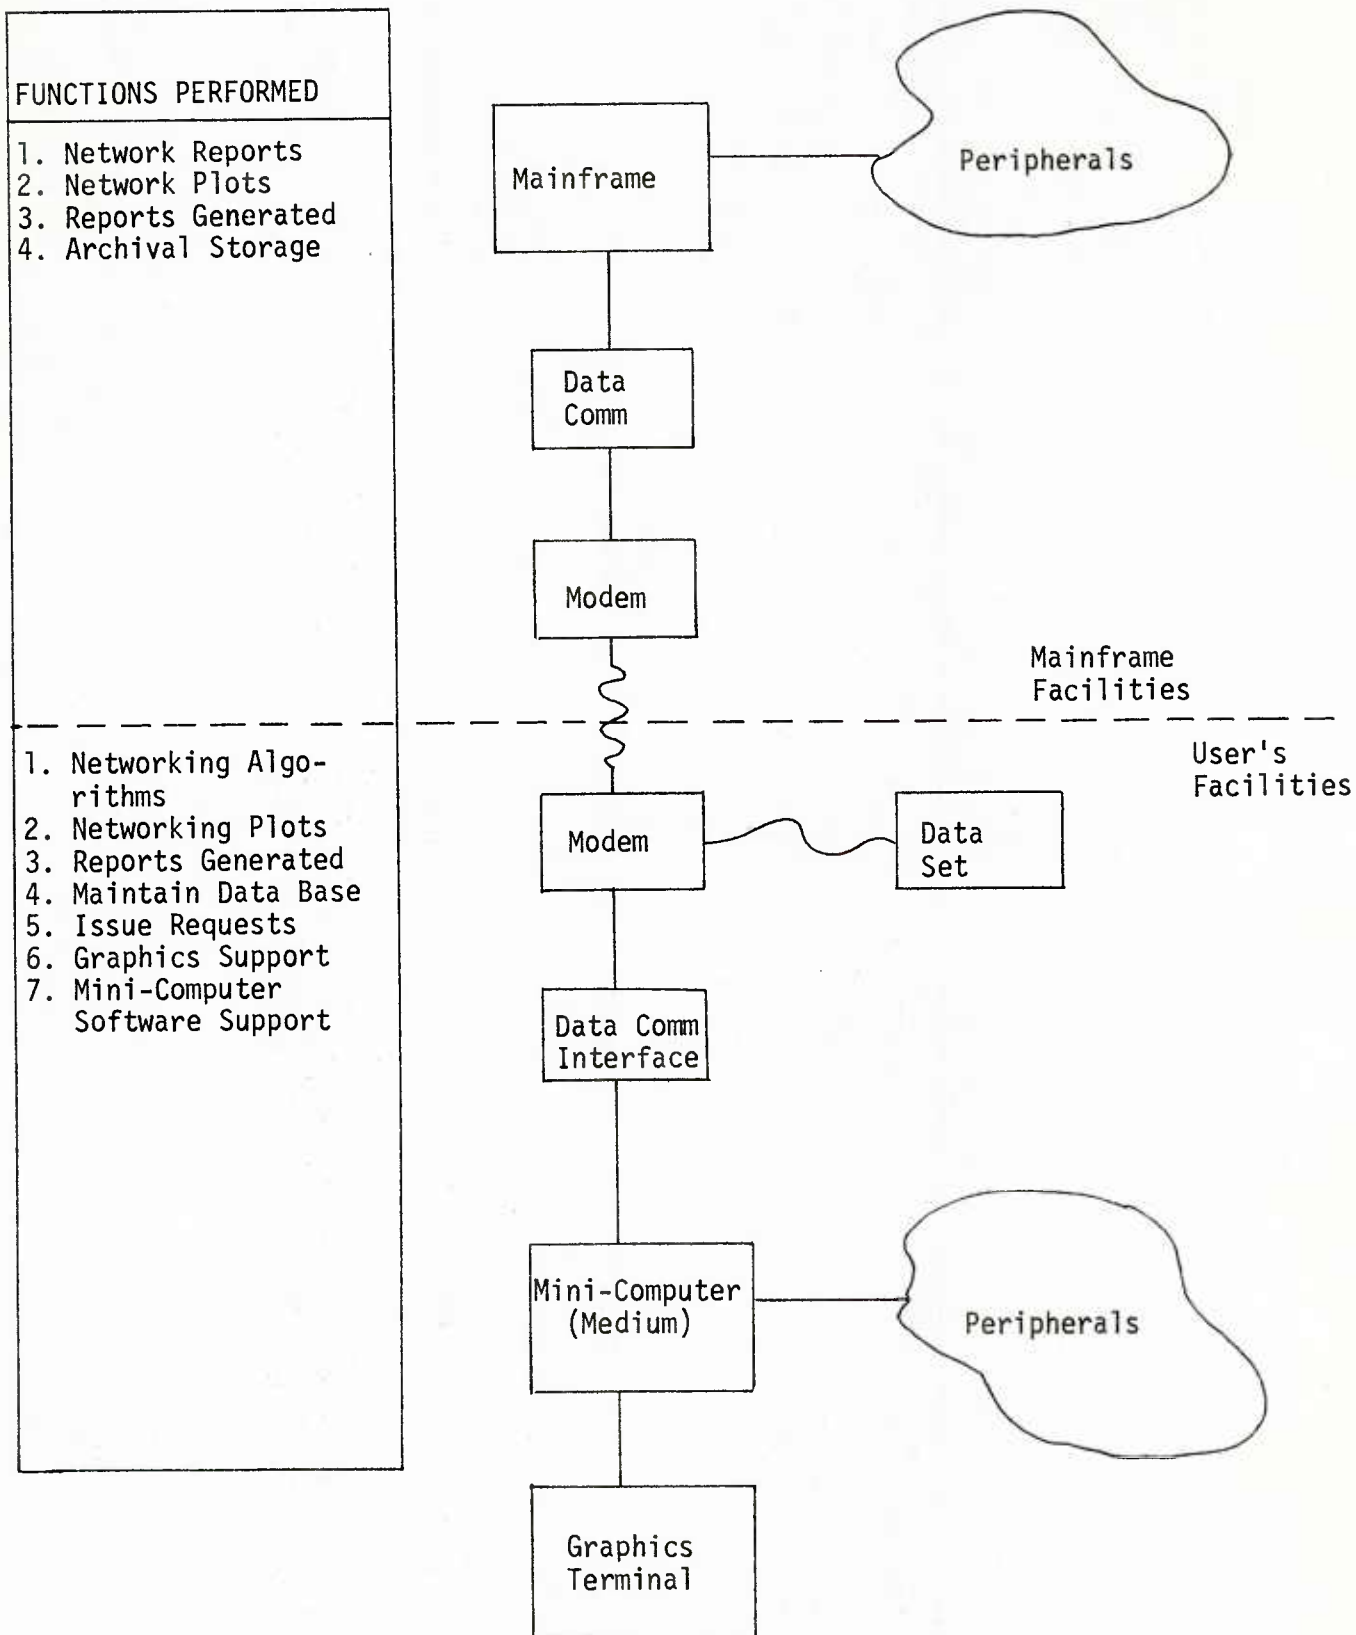 FUNCTIONS PERFORMED
1. Network Reports
2. Network Plots
3. Reports Generated
4. Archival Storage
Mainframe
Peripherals
Data
Comm
Modem
Mainframe
Facilities
1. Networking Algo-
rithms
2. Networking Plots
3. Reports Generated
4. Maintain Data Base
5. Issue Requests
6. Graphics Support
7. Mini-Computer
Software Support
User's
Facilities
Modem
Data
Set
Data Comm
Interface
Mini-Computer
(Medium)
Peripherals
Graphics
Terminal